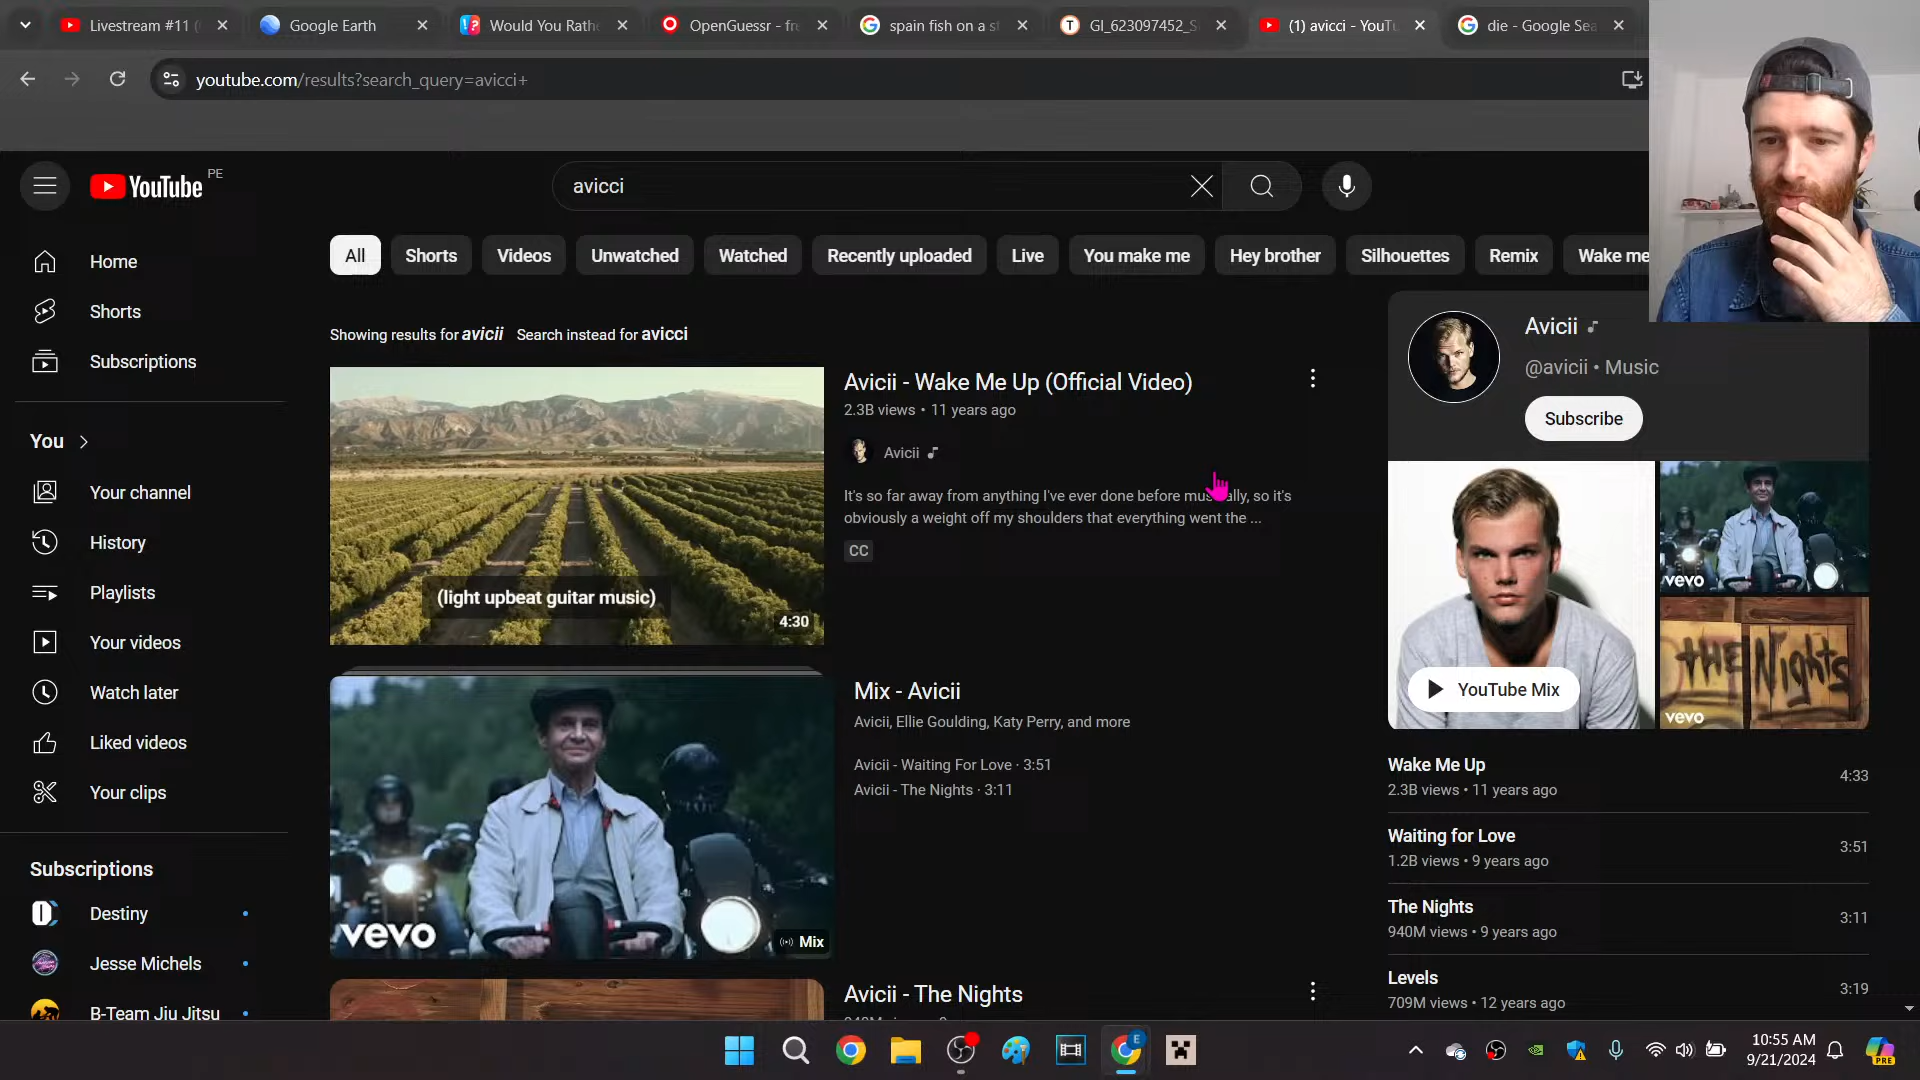 Livestream #11 (
Google Earth
Would You Rath
OpenGuessr - fr
spain fish on a st
GI_623097452_S
(1) avicci - YouTu
die - Google Sea
youtube.com/results?search_query=avicci+
YouTube PE
avicci
All
Shorts
Videos
Unwatched
Watched
Recently uploaded
Live
You make me
Hey brother
Silhouettes
Remix
Wake me
Home
Shorts
Subscriptions
You
Your channel
History
Playlists
Your videos
Watch later
Liked videos
Your clips
Subscriptions
Destiny
Jesse Michels
B-Team Jiu Jitsu
Showing results for avicii Search instead for avicci
(light upbeat guitar music)
4:30
Avicii - Wake Me Up (Official Video)
2.3B views • 11 years ago
Avicii
It's so far away from anything I've ever done before musically, so it's
obviously a weight off my shoulders that everything went the ...
CC
vevo
Mix
Mix - Avicii
Avicii, Ellie Goulding, Katy Perry, and more
Avicii - Waiting For Love · 3:51
Avicii - The Nights · 3:11
Avicii - The Nights
Avicii
@avicii • Music
Subscribe
YouTube Mix
vevo
THE Nights
vevo
Wake Me Up
2.3B views • 11 years ago
4:33
Waiting for Love
1.2B views • 9 years ago
3:51
The Nights
940M views • 9 years ago
3:11
Levels
709M views • 12 years ago
3:19
E
10:55 AM
9/21/2024
PRE